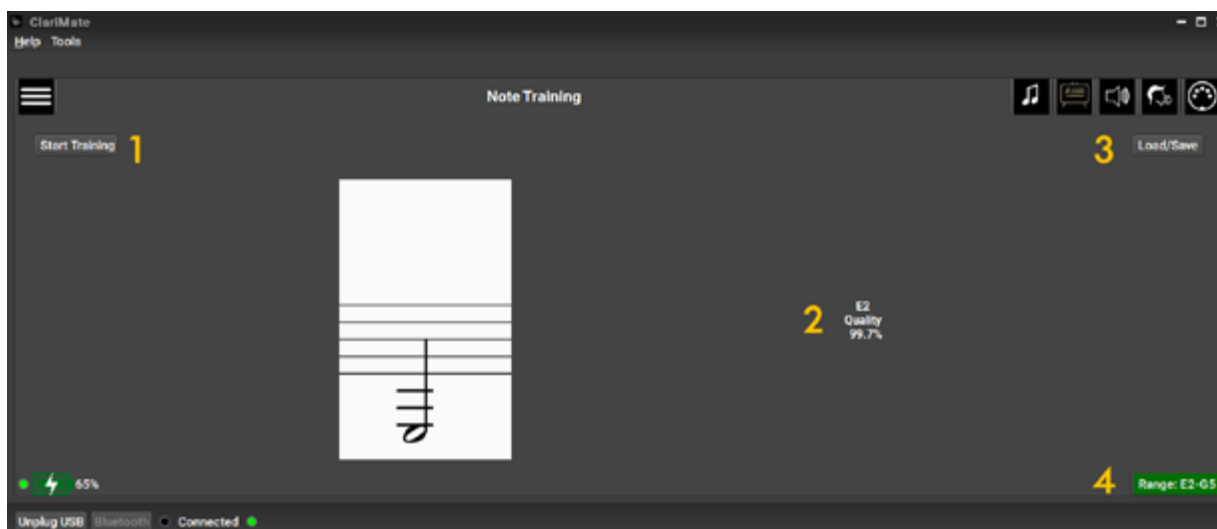 ClariMate
Help Tools
Note Training
Start Training 1
3 Load/Save
2
E2
Quality
99.7%
65%
4 Range: E2-G5
Unplug USB Bluetooth Connected